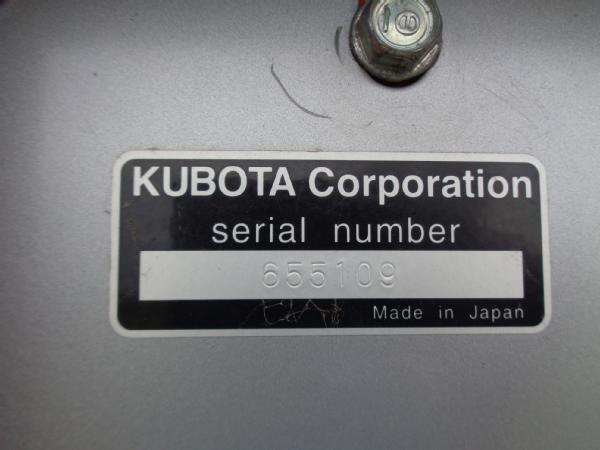 KUBOTA Corporation
serial number
655109
Made in Japan